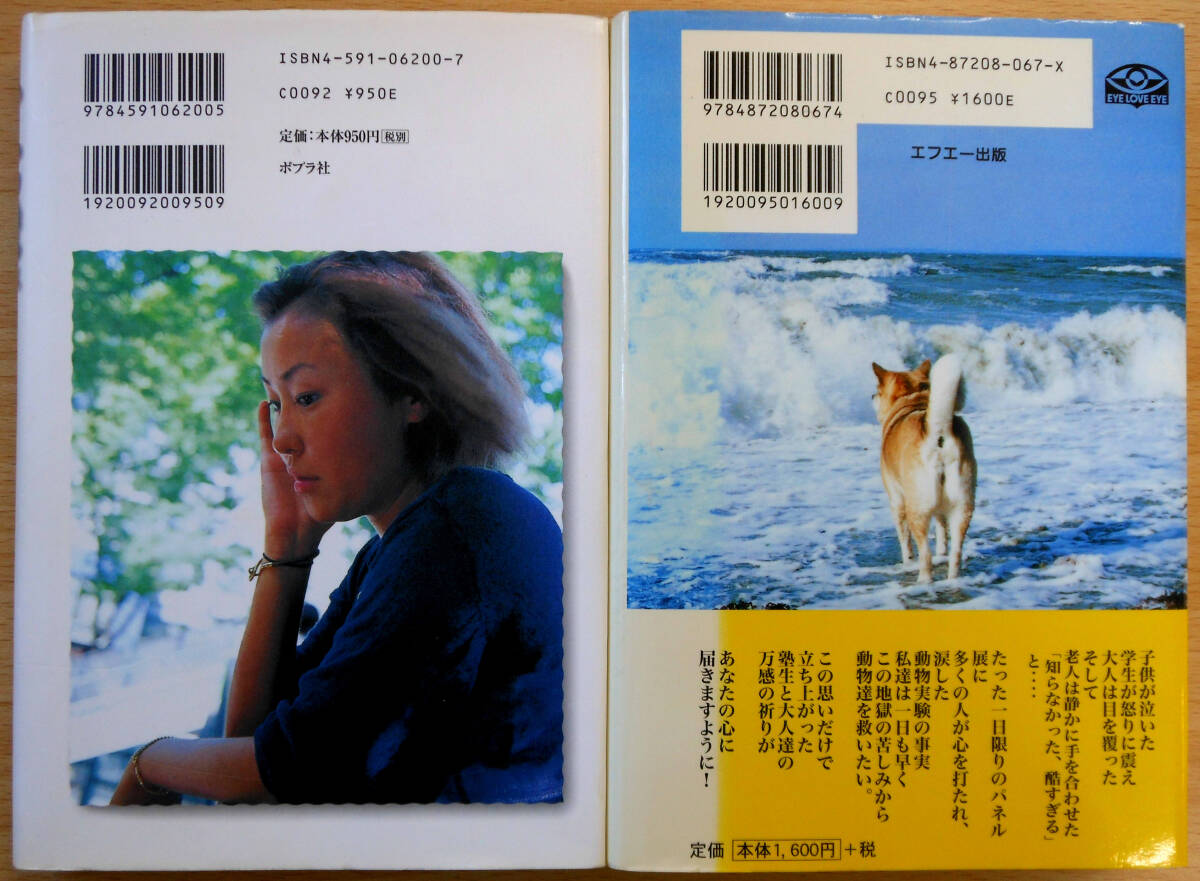 ISBN4-591-06200-7
9784591062005
C0092 ¥950E
定価：本体950円税別
ポプラ社
1920092009509
ISBN4-87208-067-X
9784872080674
C0095 ¥1600E
EYE LOVE EYE
エフエー出版
1920095016009
子供が泣いた
学生が怒りに震え
大人は目を覆った
そして
老人は静かに手を合わせた
「知らなかった、酷すぎる」
と‥‥
たった一日限りのパネル
展に
多くの人が心を打たれ、
涙した
動物実験の事実
私達は一日も早く
この地獄の苦しみから
動物達を救いたい。
この思いだけで
立ち上がった
塾生と大人達の
万感の祈りが
あなたの心に
届きますように！
定価 本体1,600円＋税